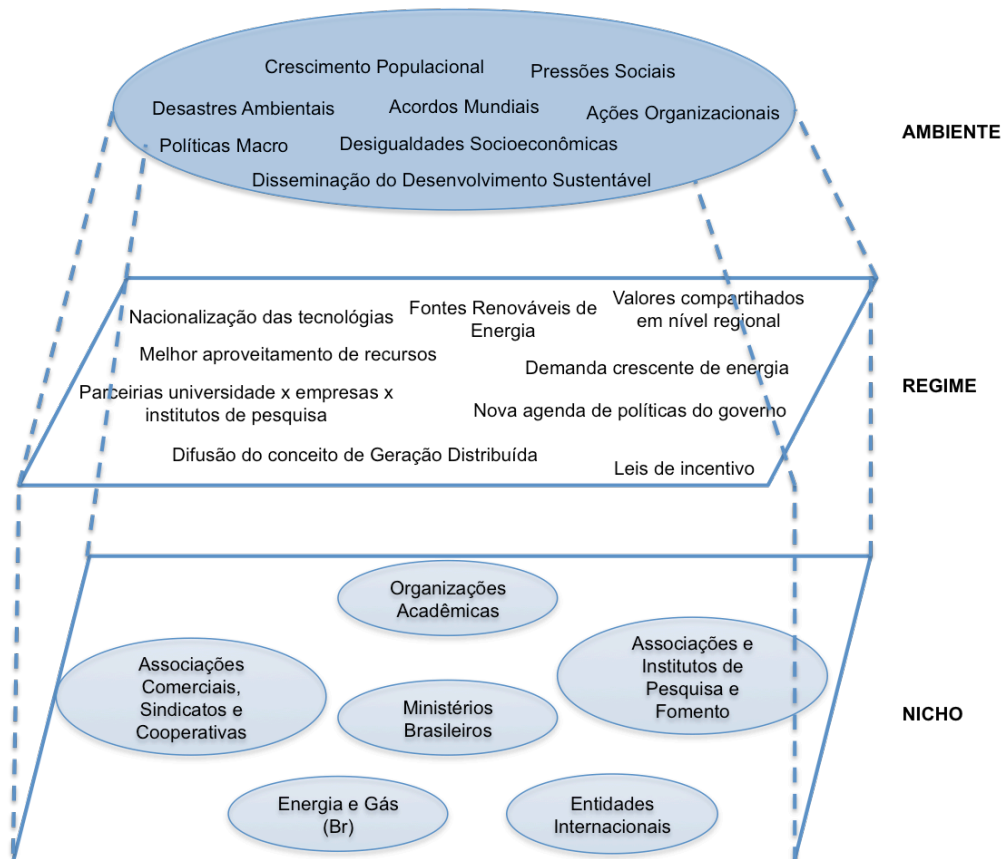 Crescimento Populacional
Pressões Sociais
Desastres Ambientais
Acordos Mundiais
Ações Organizacionais
AMBIENTE
Políticas Macro
Desigualdades Socioeconômicas
Disseminação do Desenvolvimento Sustentável
Nacionalização das tecnológias
Fontes Renováveis de
Energia
Valores compartihados
em nível regional
Melhor aproveitamento de recursos
Demanda crescente de energia
REGIME
Parceirias universidade x empresas x
institutos de pesquisa
Nova agenda de políticas do governo
Difusão do conceito de Geração Distribuída
Leis de incentivo
Organizações
Acadêmicas
Associações
Comerciais,
Sindicatos e
Cooperativas
Ministérios
Brasileiros
Associações e
Institutos de
Pesquisa e
Fomento
NICHO
Energia e Gás
(Br)
Entidades
Internacionais